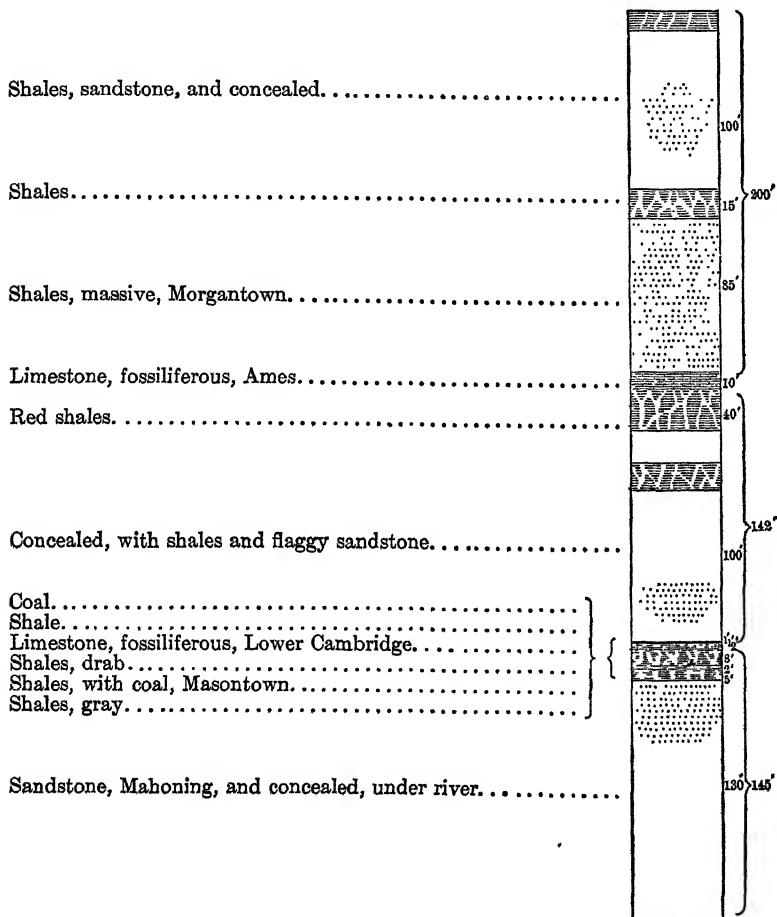 Shales, sandstone, and concealed
100'
Shales
15'
200'
Shales, massive, Morgantown
85'
Limestone, fossiliferous, Ames
10'
Red shales
40'
142'
Concealed, with shales and flaggy sandstone
100'
Coal
Shale
Limestone, fossiliferous, Lower Cambridge
Shales, drab
8'
Shales, with coal, Masontown
Shales, gray
Sandstone, Mahoning, and concealed, under river
130'
145'